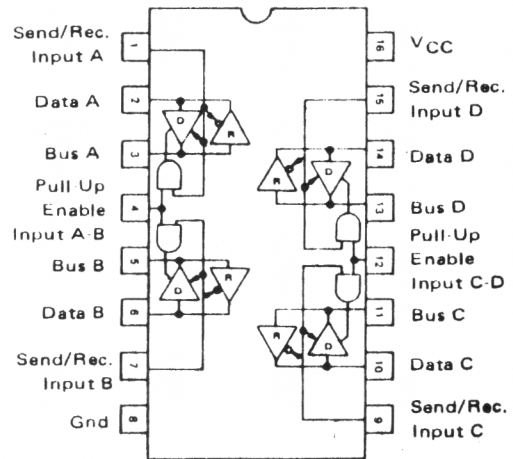 Send/Rec.
Input A
1
Data A
2
Bus A
3
Pull-Up
Enable
Input A-B
4
Bus B
5
Data B
6
Send/Rec.
Input B
7
Gnd
8
16
VCC
15
Send/Rec.
Input D
14
Data D
13
Bus D
Pull-Up
Enable
Input C-D
12
11
Bus C
10
Data C
9
Send/Rec.
Input C
D
R
D
R
R
D
R
D